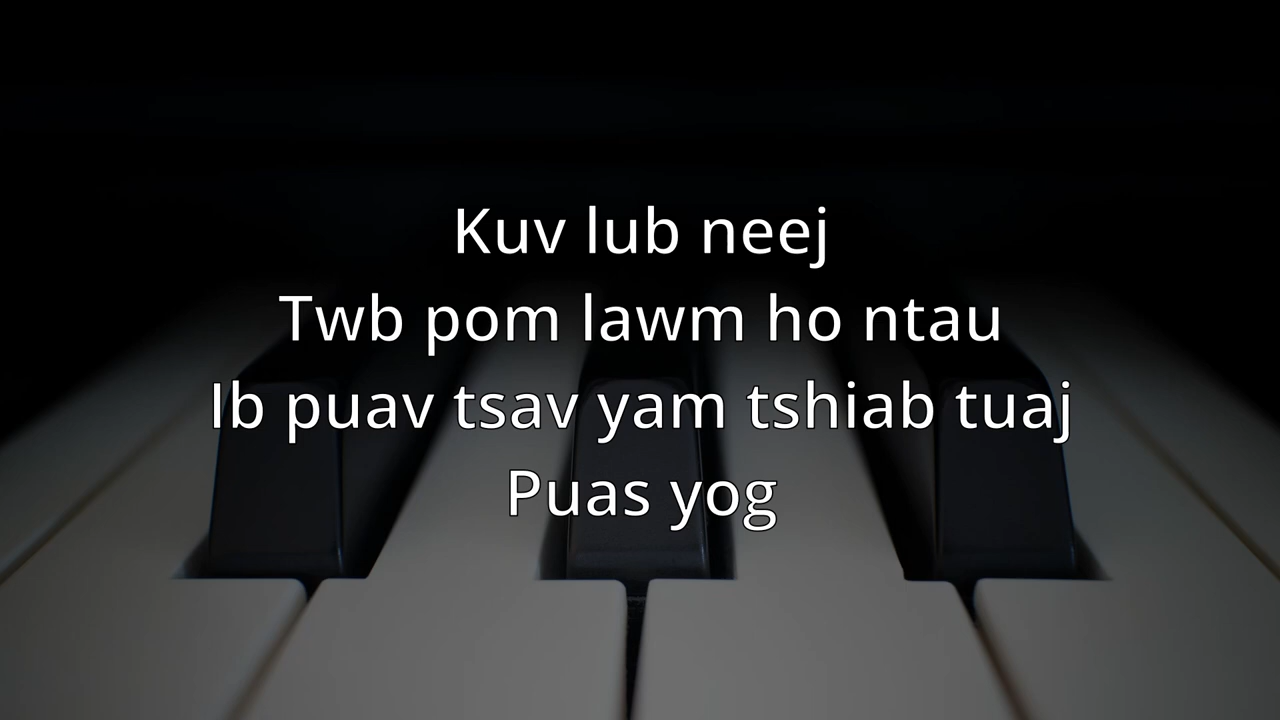 Kuv lub neej
Twb pom lawm ho ntau
Ib puav tsav yam tshiab tuaj
Puas yog